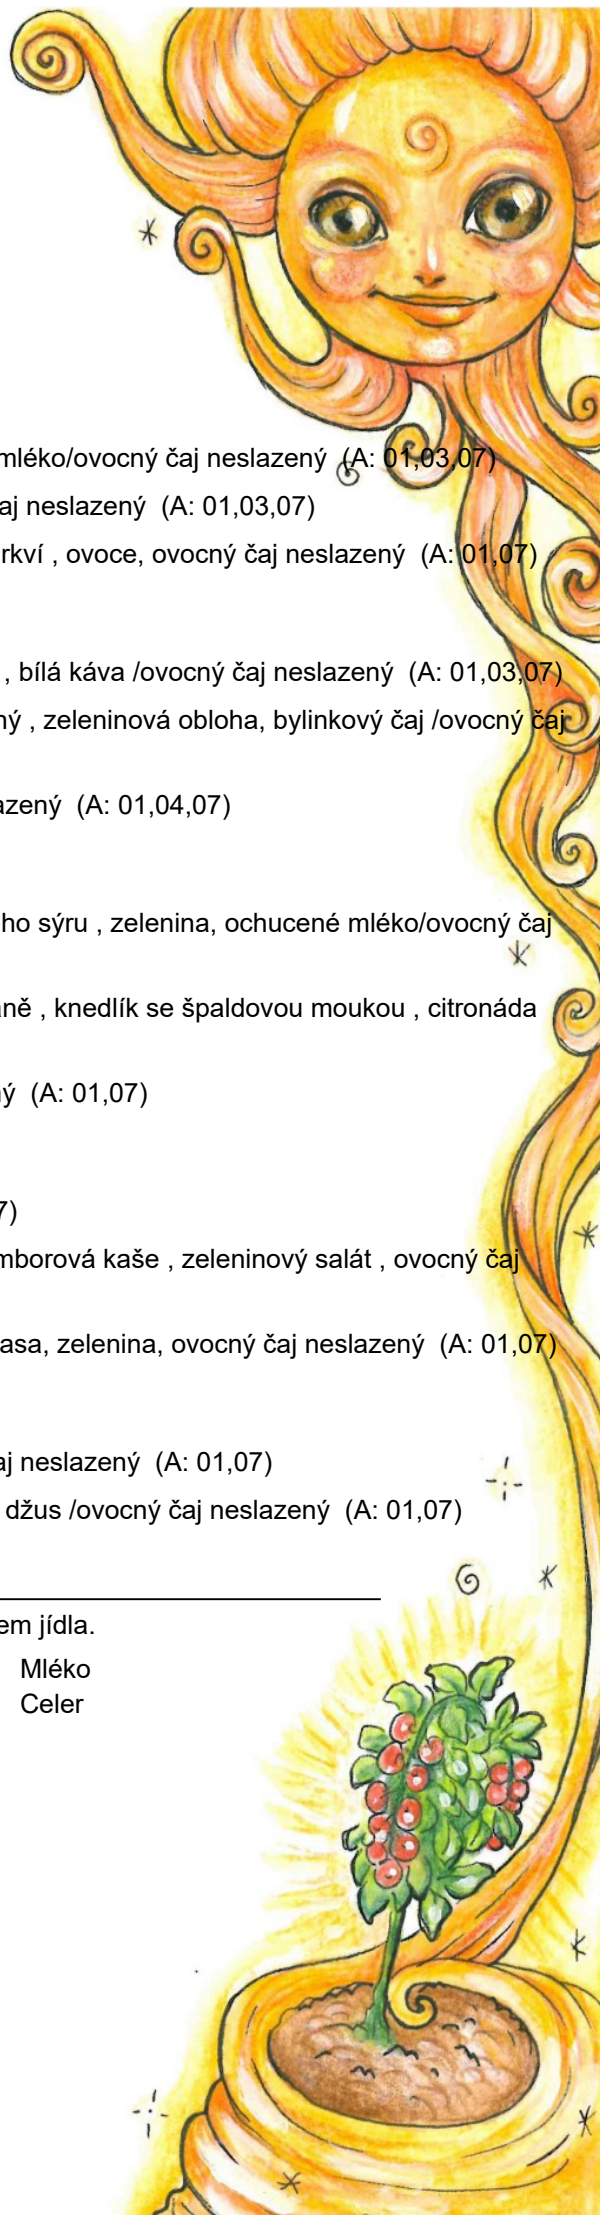 mléko/ovocný čaj neslazený (A: 01,03,07)
aj neslazený (A: 01,03,07)
rkví , ovoce, ovocný čaj neslazený (A: 01,07)
, bílá káva /ovocný čaj neslazený (A: 01,03,07)
ný , zeleninová obloha, bylinkový čaj /ovocný čaj
azený (A: 01,04,07)
ho sýru , zelenina, ochucené mléko/ovocný čaj
ně , knedlík se špaldovou moukou , citronáda
ý (A: 01,07)
7)
mborová kaše , zeleninový salát , ovocný čaj
asa, zelenina, ovocný čaj neslazený (A: 01,07)
aj neslazený (A: 01,07)
džus /ovocný čaj neslazený (A: 01,07)
em jídla.
Mléko
Celer